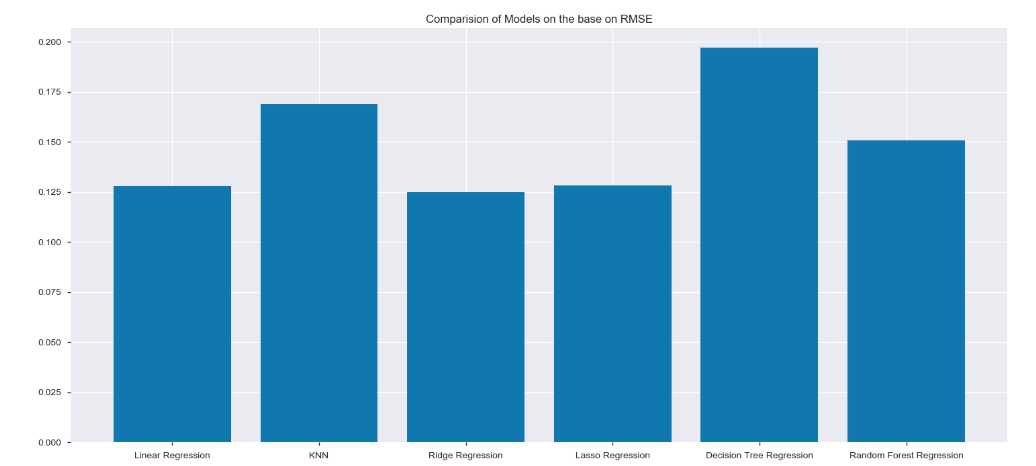 Comparision of Models on the base on RMSE
0.200
0.175
0.150
0.125
0.100
0.075
0.050
0.025
0.000
Linear Regression
KNN
Ridge Regression
Lasso Regression
Decision Tree Regression
Random Forest Regression